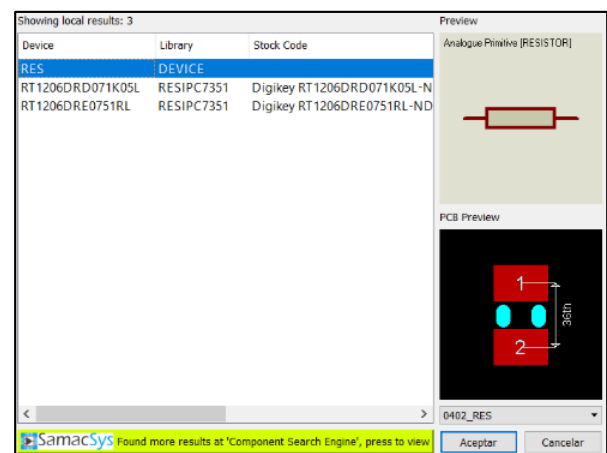 Showing local results: 3
Preview
Device Library Stock Code
Analogue Primitive [RESISTOR]
RES DEVICE
RT1206DRD071K05L RESIPC7351 Digikey RT1206DRD071K05L-N
RT1206DRE0751RL RESIPC7351 Digikey RT1206DRE0751RL-ND
PCB Preview
1
36th
2
0402_RES
SamacSys Found more results at 'Component Search Engine', press to view
Aceptar Cancelar